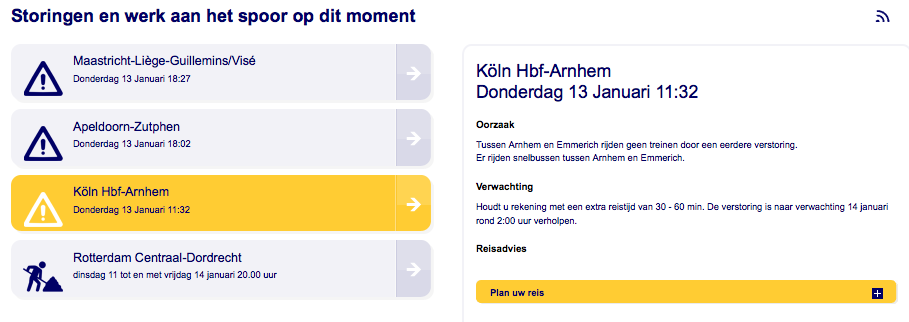 Storingen en werk aan het spoor op dit moment
Maastricht-Liège-Guillemins/Visé
Donderdag 13 Januari 18:27
Apeldoorn-Zutphen
Donderdag 13 Januari 18:02
Köln Hbf-Arnhem
Donderdag 13 Januari 11:32
Rotterdam Centraal-Dordrecht
dinsdag 11 tot en met vrijdag 14 januari 20.00 uur
Köln Hbf-Arnhem
Donderdag 13 Januari 11:32
Oorzaak
Tussen Arnhem en Emmerich rijden geen treinen door een eerdere verstoring.
Er rijden snelbussen tussen Arnhem en Emmerich.
Verwachting
Houdt u rekening met een extra reistijd van 30 - 60 min. De verstoring is naar verwachting 14 januari
rond 2:00 uur verholpen.
Reisadvies
Plan uw reis